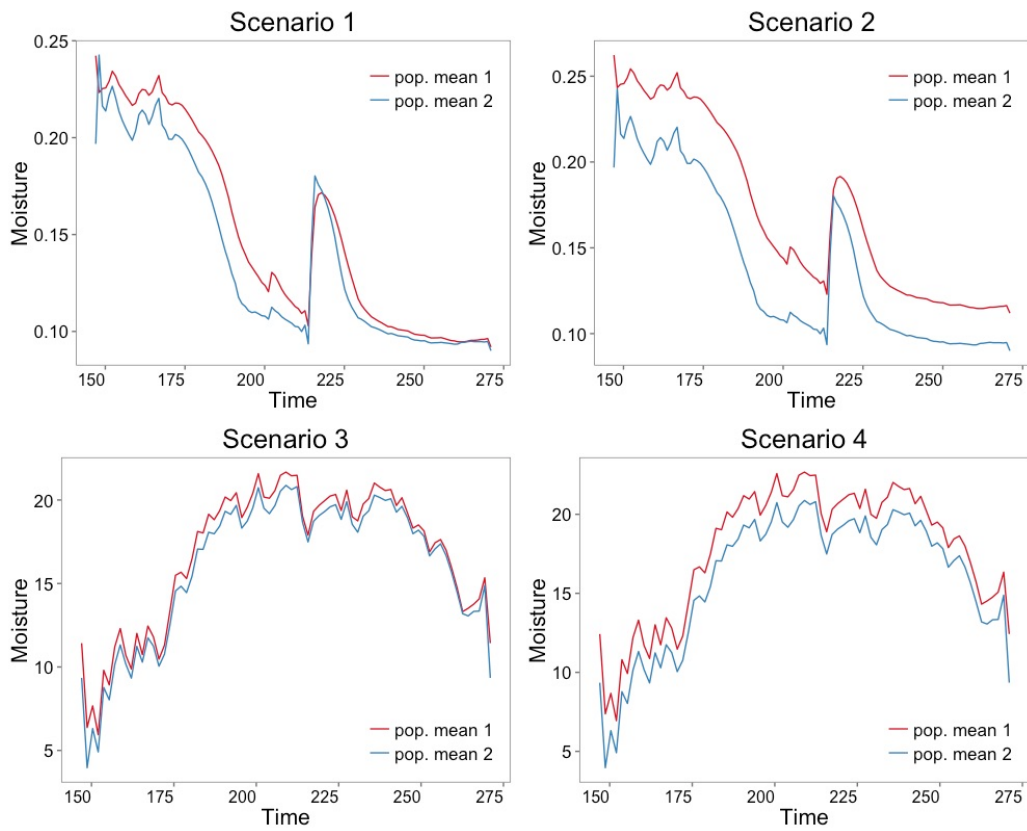 Scenario 1
0.25
0.20
0.15
0.10
Moisture
pop. mean 1
pop. mean 2
150 175 200 225 250 275
Time
Scenario 2
0.25
0.20
0.15
0.10
Moisture
pop. mean 1
pop. mean 2
150 175 200 225 250 275
Time
Scenario 3
20
15
10
5
Moisture
pop. mean 1
pop. mean 2
150 175 200 225 250 275
Time
Scenario 4
20
15
10
5
Moisture
pop. mean 1
pop. mean 2
150 175 200 225 250 275
Time